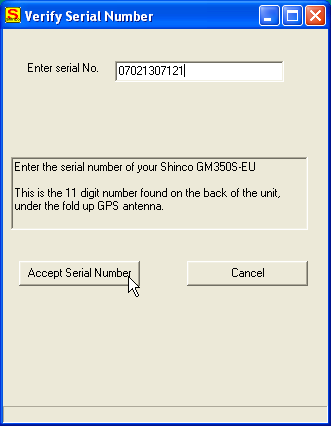 Verify Serial Number
Enter serial No. 07021307121
Enter the serial number of your Shinco GM350S-EU
This is the 11 digit number found on the back of the unit,
under the fold up GPS antenna.
Accept Serial Number Cancel